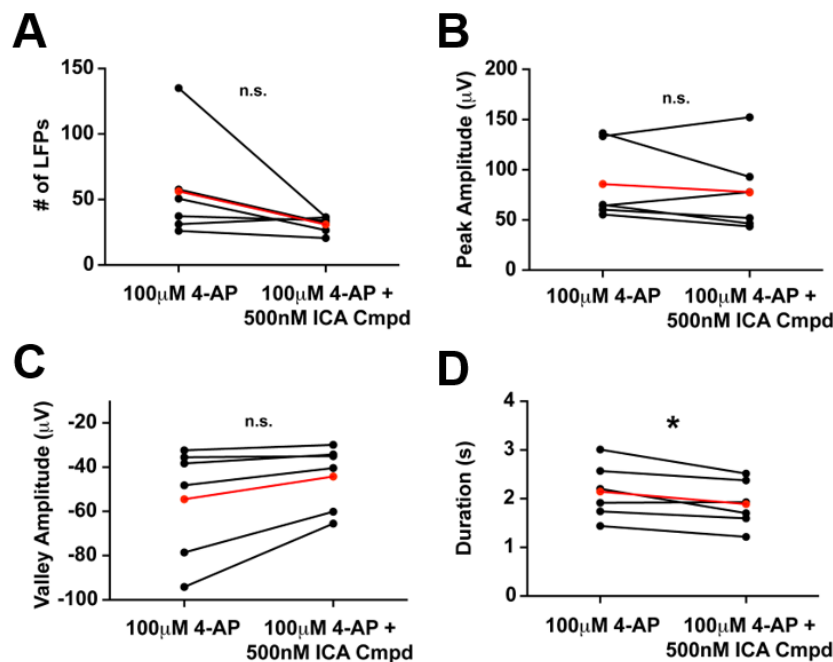 A
# of LFPs
150
100
50
0
n.s.
100μM 4-AP
100μM 4-AP +
500nM ICA Cmpd
B
Peak Amplitude (μV)
200
150
100
50
0
n.s.
100μM 4-AP
100μM 4-AP +
500nM ICA Cmpd
C
Valley Amplitude (μV)
-20
-40
-60
-80
-100
n.s.
100μM 4-AP
100μM 4-AP +
500nM ICA Cmpd
D
Duration (s)
4
3
2
1
0
*
100μM 4-AP
100μM 4-AP +
500nM ICA Cmpd